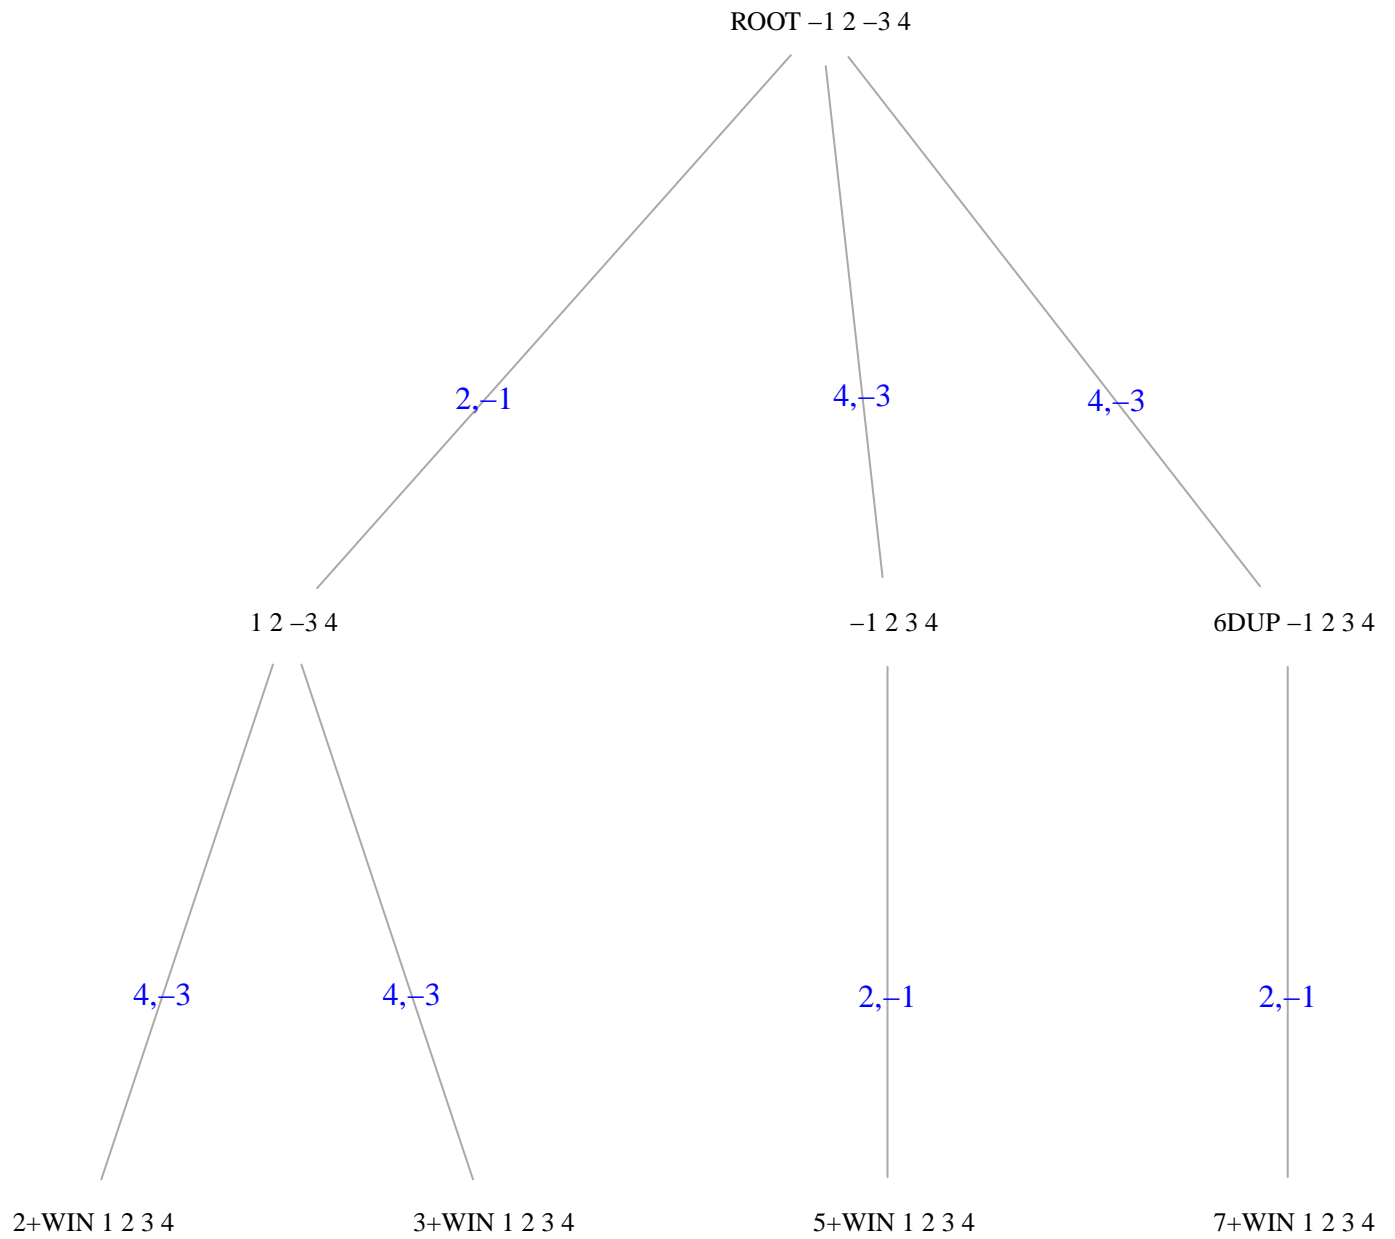 ROOT –1 2 –3 4
2,–1
4,–3
4,–3
1 2 –3 4
–1 2 3 4
6DUP –1 2 3 4
4,–3
4,–3
2,–1
2,–1
2+WIN 1 2 3 4
3+WIN 1 2 3 4
5+WIN 1 2 3 4
7+WIN 1 2 3 4